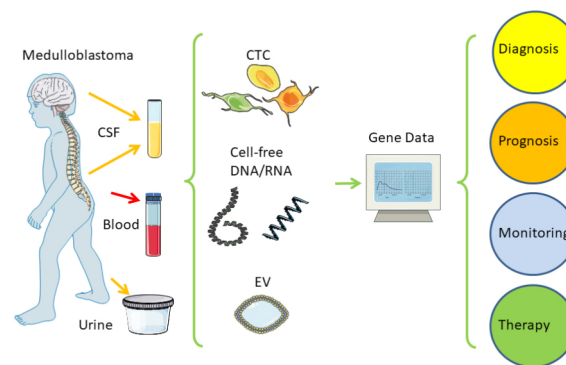 Medulloblastoma
CSF
Blood
Urine
CTC
Cell-free
DNA/RNA
EV
Gene Data
Diagnosis
Prognosis
Monitoring
Therapy